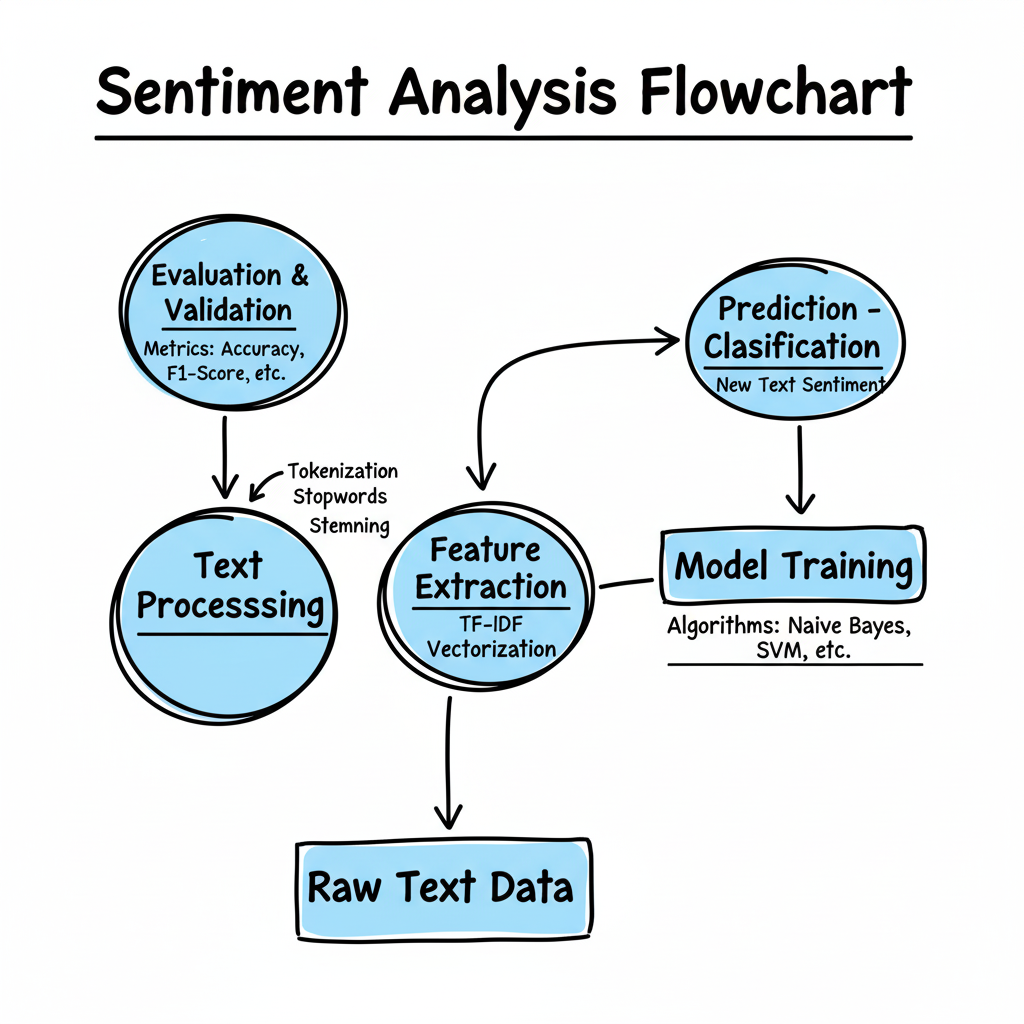 Sentiment Analysis Flowchart
Evaluation &
Validation
Metrics: Accuracy,
F1-Score, etc.
Prediction -
Clasification
New Text Sentiment
Tokenization
Stopwords
Stemning
Text
Processsing
Feature
Extraction
TF-IDF
Vectorization
Model Training
Algorithms: Naive Bayes,
SVM, etc.
Raw Text Data